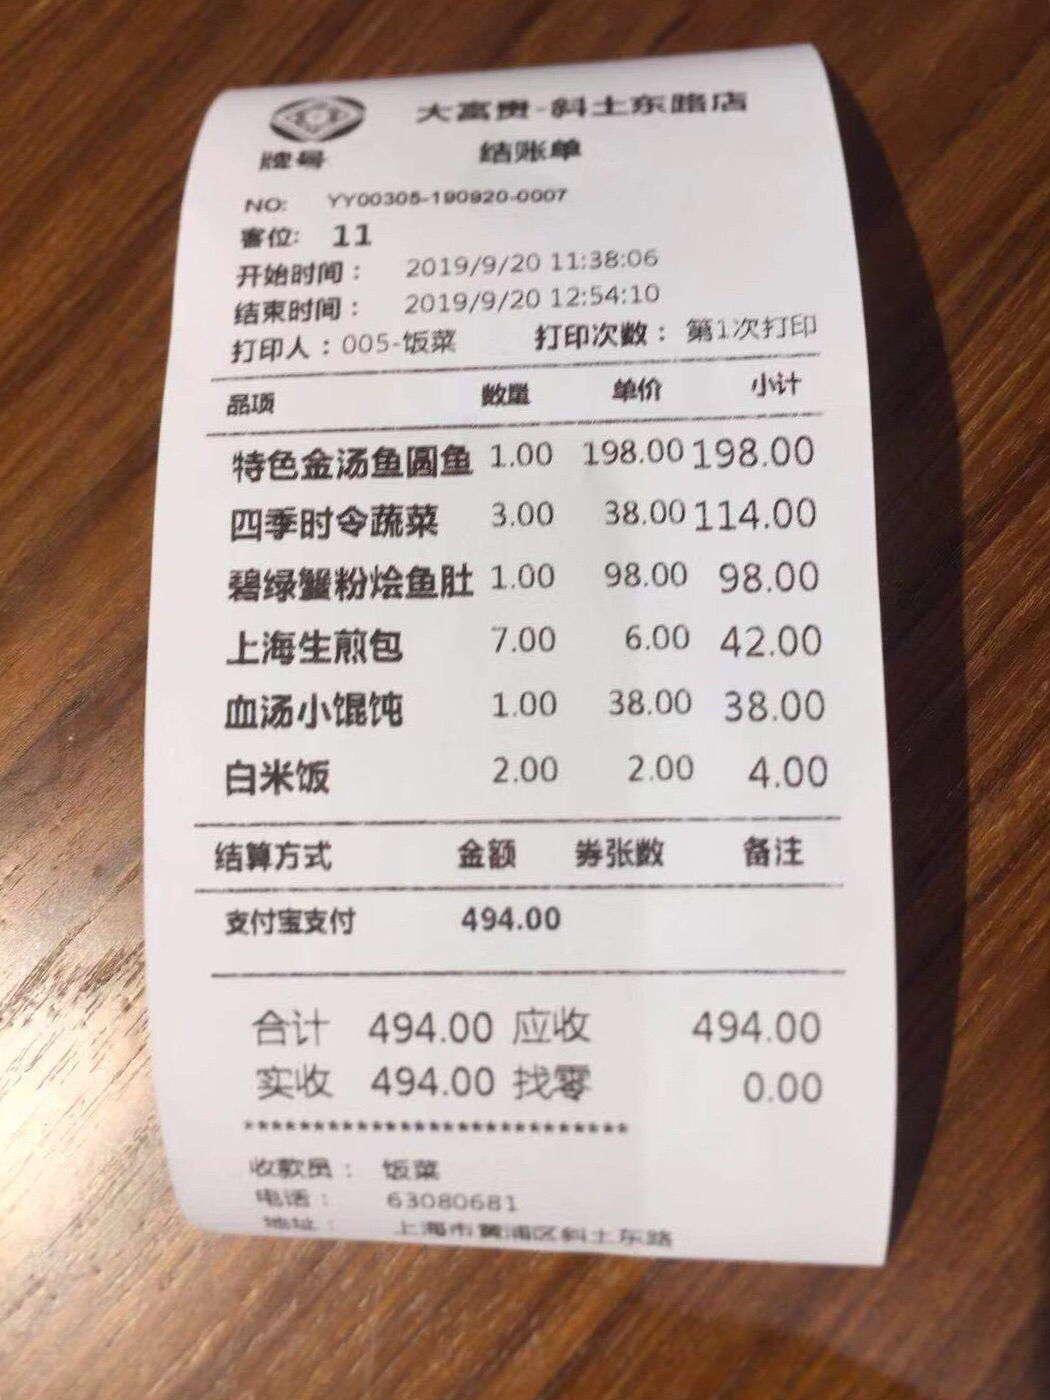 大富贵-斜土东路店
牌号 结账单
NO: YY00305-190920-0007
客位: 11
开始时间： 2019/9/20 11:38:06
结束时间： 2019/9/20 12:54:10
打印人：005-饭菜 打印次数： 第1次打印
品项 数量 单价 小计
特色金汤鱼圆鱼 1.00 198.00 198.00
四季时令蔬菜 3.00 38.00 114.00
碧绿蟹粉烩鱼肚 1.00 98.00 98.00
上海生煎包 7.00 6.00 42.00
血汤小馄饨 1.00 38.00 38.00
白米饭 2.00 2.00 4.00
结算方式 金额 券张数 备注
支付宝支付 494.00
合计 494.00 应收 494.00
实收 494.00 找零 0.00
****************************
收款员： 饭菜
电话： 63080681
地址： 上海市黄浦区斜土东路